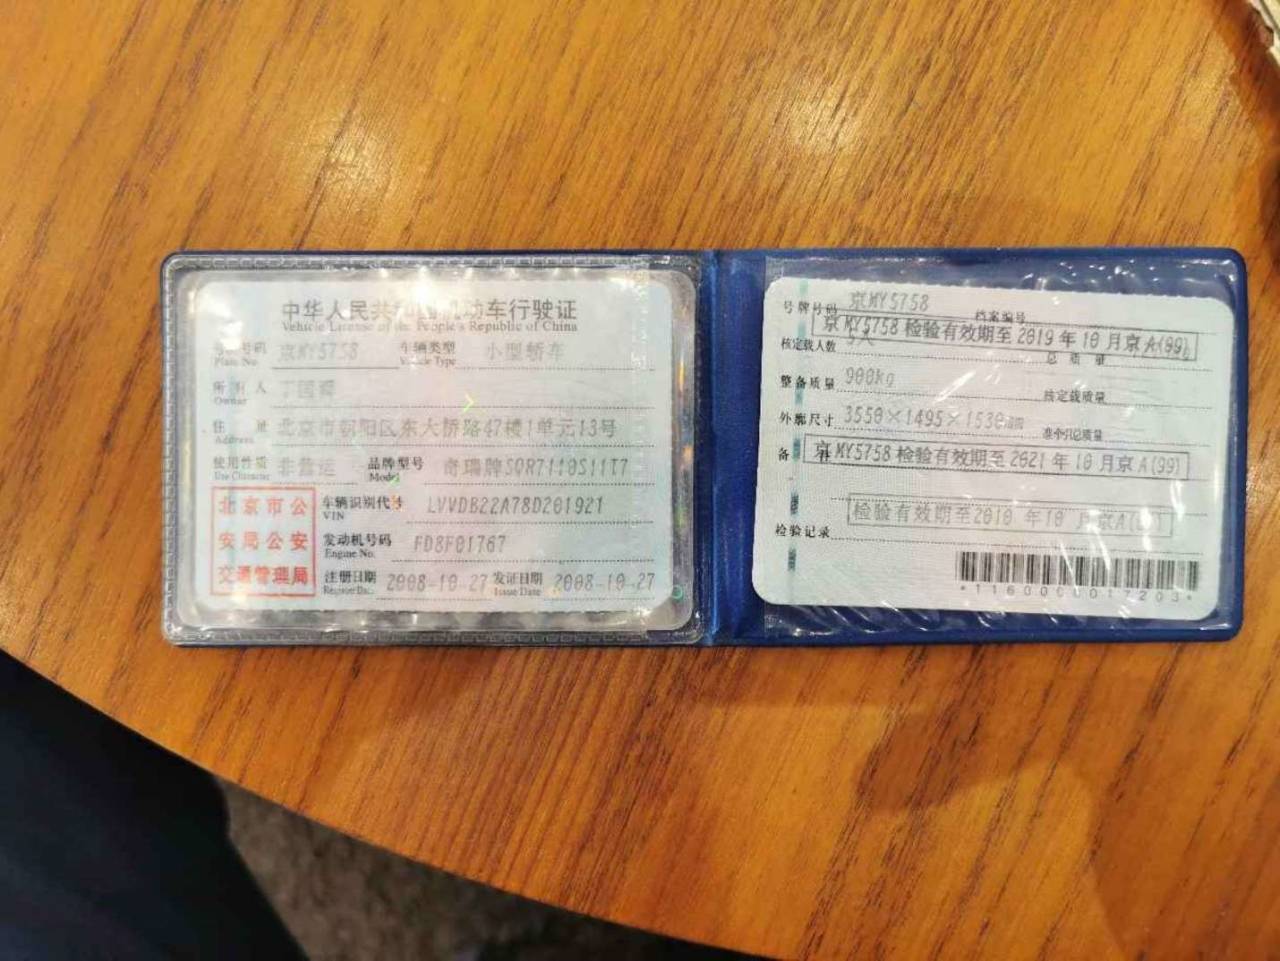 中华人民共和国机动车行驶证
Vehicle License of the People's Republic of China
号牌号码 京MY5758 车辆类型 小型轿车
Plate No. Vehicle Type
所有人 丁国
Owner
住 址 北京市朝阳区东大桥路47楼1单元13号
Address
使用性质 非营运 品牌型号 奇瑞牌SQR7110S11T7
Use Character Model
北京市公
安局公安
交通管理局
车辆识别代号 LVVDB22A78D201921
VIN
发动机号码 FD8F01767
Engine No.
注册日期 2008-10-27 发证日期 2008-10-27
Register Date Issue Date
号牌号码 京MY5758 档案编号
京MY5758 检验有效期至 2019 年 10 月京 A(99)
核定载人数 5人 总 质 量
整备质量 900kg 核定载质量
外廓尺寸 3550×1495×1530 准牵引总质量
备 京MY5758 检验有效期至 2021 年 10 月京 A(99)
检验有效期至2010 年10 月京A
检验记录
*1160000017203*